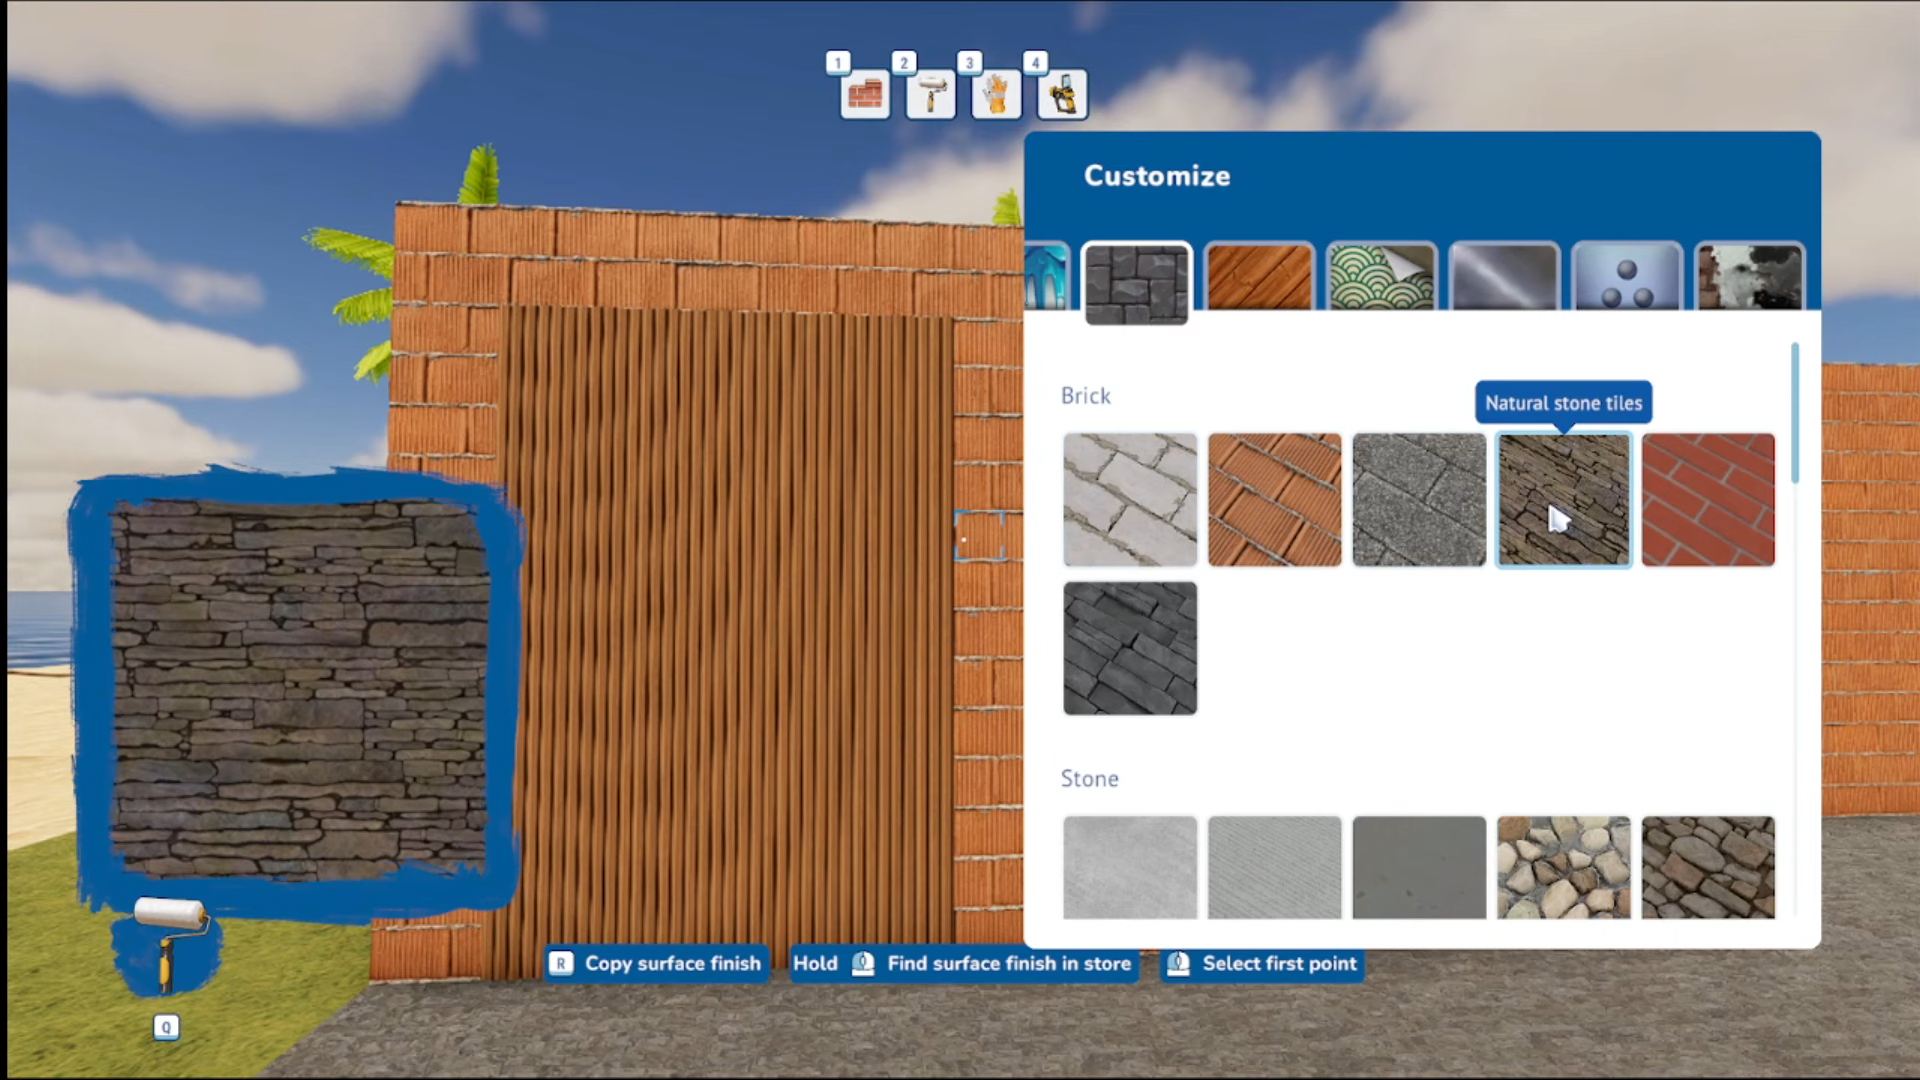 1
2
3
4
Customize
Brick
Natural stone tiles
Stone
R Copy surface finish
Hold Find surface finish in store
Select first point
Q